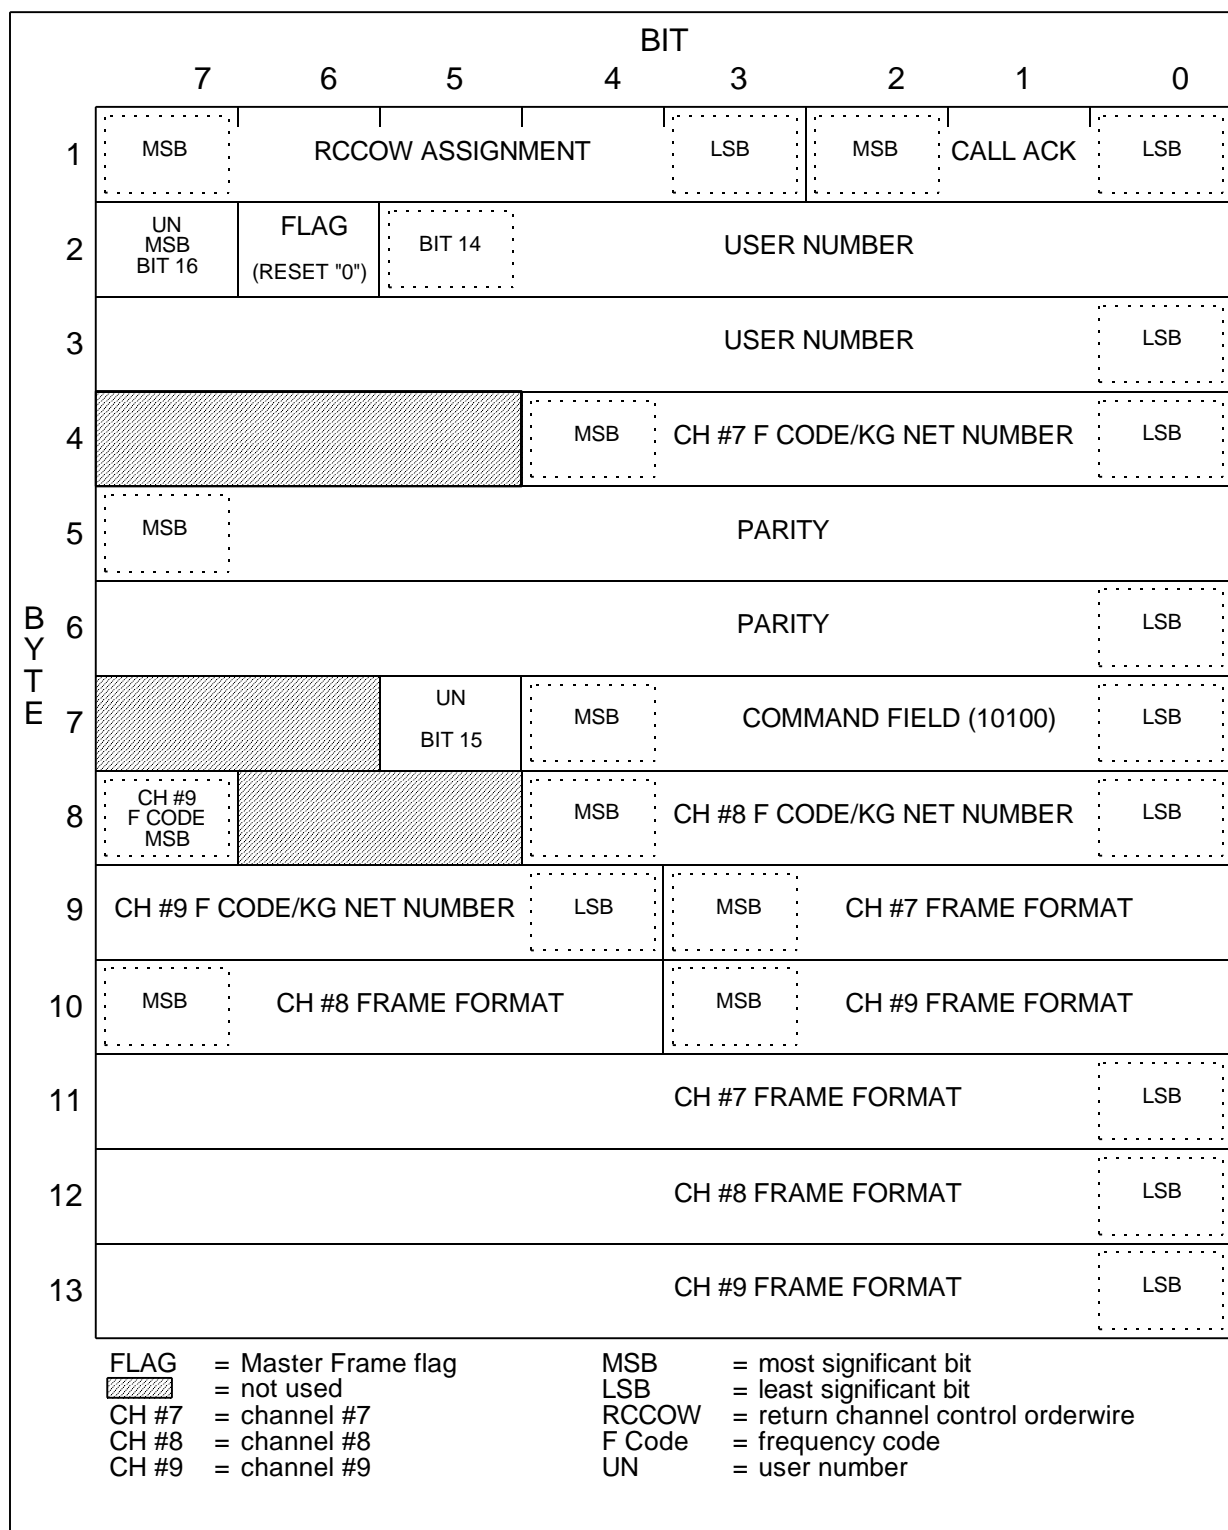 BIT
7 6 5 4 3 2 1 0
1 MSB RCCOW ASSIGNMENT LSB MSB CALL ACK LSB
2 UN MSB BIT 16 FLAG (RESET "0") BIT 14 USER NUMBER
3 USER NUMBER LSB
4 MSB CH #7 F CODE/KG NET NUMBER LSB
5 MSB PARITY
BYTE
6 PARITY LSB
7 UN BIT 15 MSB COMMAND FIELD (10100) LSB
8 CH #9 F CODE MSB MSB CH #8 F CODE/KG NET NUMBER LSB
9 CH #9 F CODE/KG NET NUMBER LSB MSB CH #7 FRAME FORMAT
10 MSB CH #8 FRAME FORMAT MSB CH #9 FRAME FORMAT
11 CH #7 FRAME FORMAT LSB
12 CH #8 FRAME FORMAT LSB
13 CH #9 FRAME FORMAT LSB
FLAG = Master Frame flag
= not used
CH #7 = channel #7
CH #8 = channel #8
CH #9 = channel #9
MSB = most significant bit
LSB = least significant bit
RCCOW = return channel control orderwire
F Code = frequency code
UN = user number